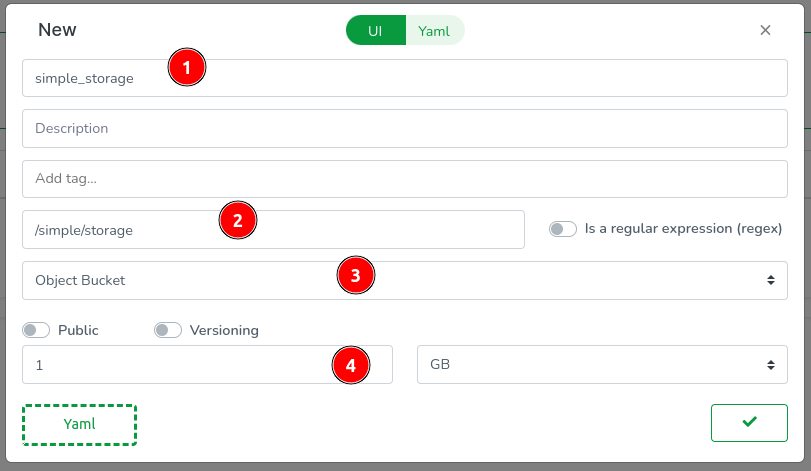 New
UI Yaml
1
simple_storage
Description
Add tag...
2
/simple/storage
Is a regular expression (regex)
3
Object Bucket
Public Versioning
1
4
GB
Yaml